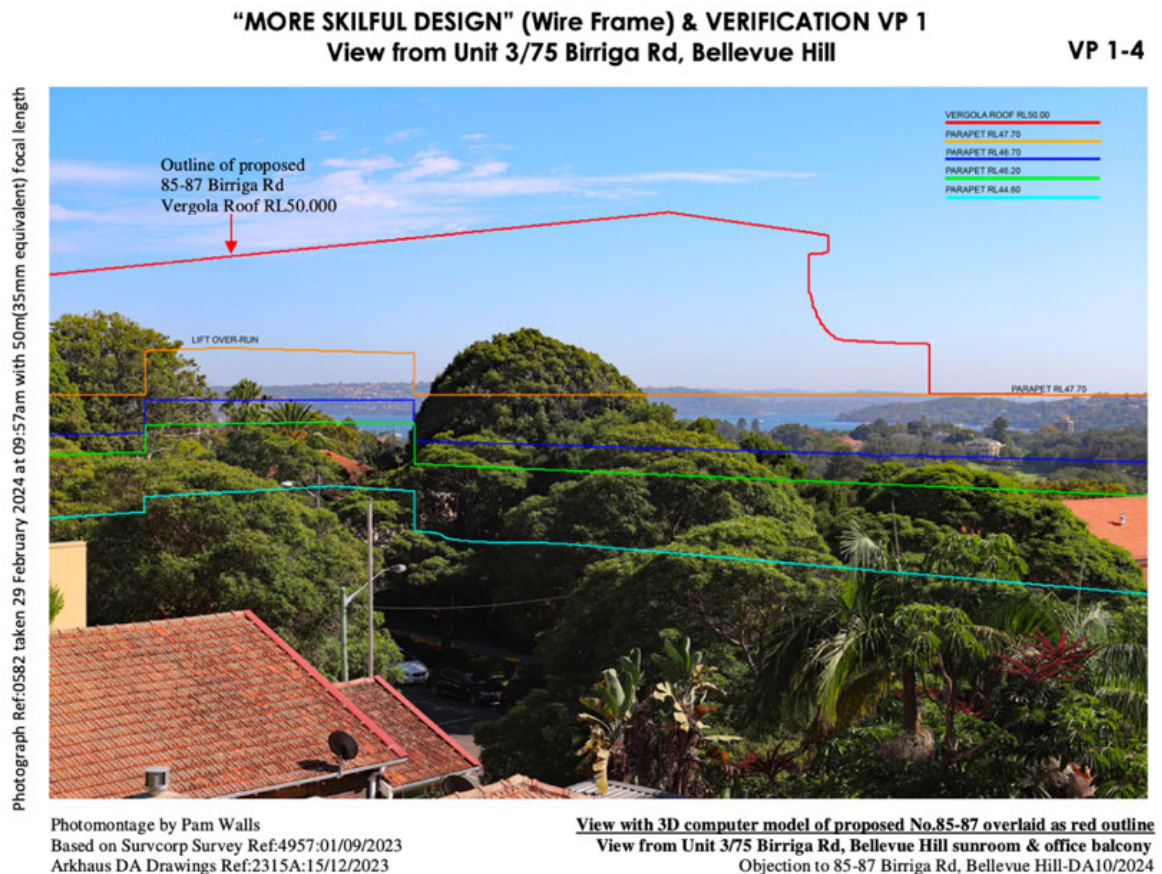 “MORE SKILFUL DESIGN” (Wire Frame) & VERIFICATION VP 1
View from Unit 3/75 Birriga Rd, Bellevue Hill
VP 1-4
Photograph Ref:0582 taken 29 February 2024 at 09:57am with 50m(35mm equivalent) focal length
VERGOLA ROOF RL50.00
PARAPET RL47.70
PARAPET RL46.70
PARAPET RL46.20
PARAPET RL44.60
Outline of proposed
85-87 Birriga Rd
Vergola Roof RL50.000
LIFT OVER-RUN
PARAPET RL47.70
Photomontage by Pam Walls
Based on Survcorp Survey Ref:4957:01/09/2023
Arkhaus DA Drawings Ref:2315A:15/12/2023
View with 3D computer model of proposed No.85-87 overlaid as red outline
View from Unit 3/75 Birriga Rd, Bellevue Hill sunroom & office balcony
Objection to 85-87 Birriga Rd, Bellevue Hill-DA10/2024